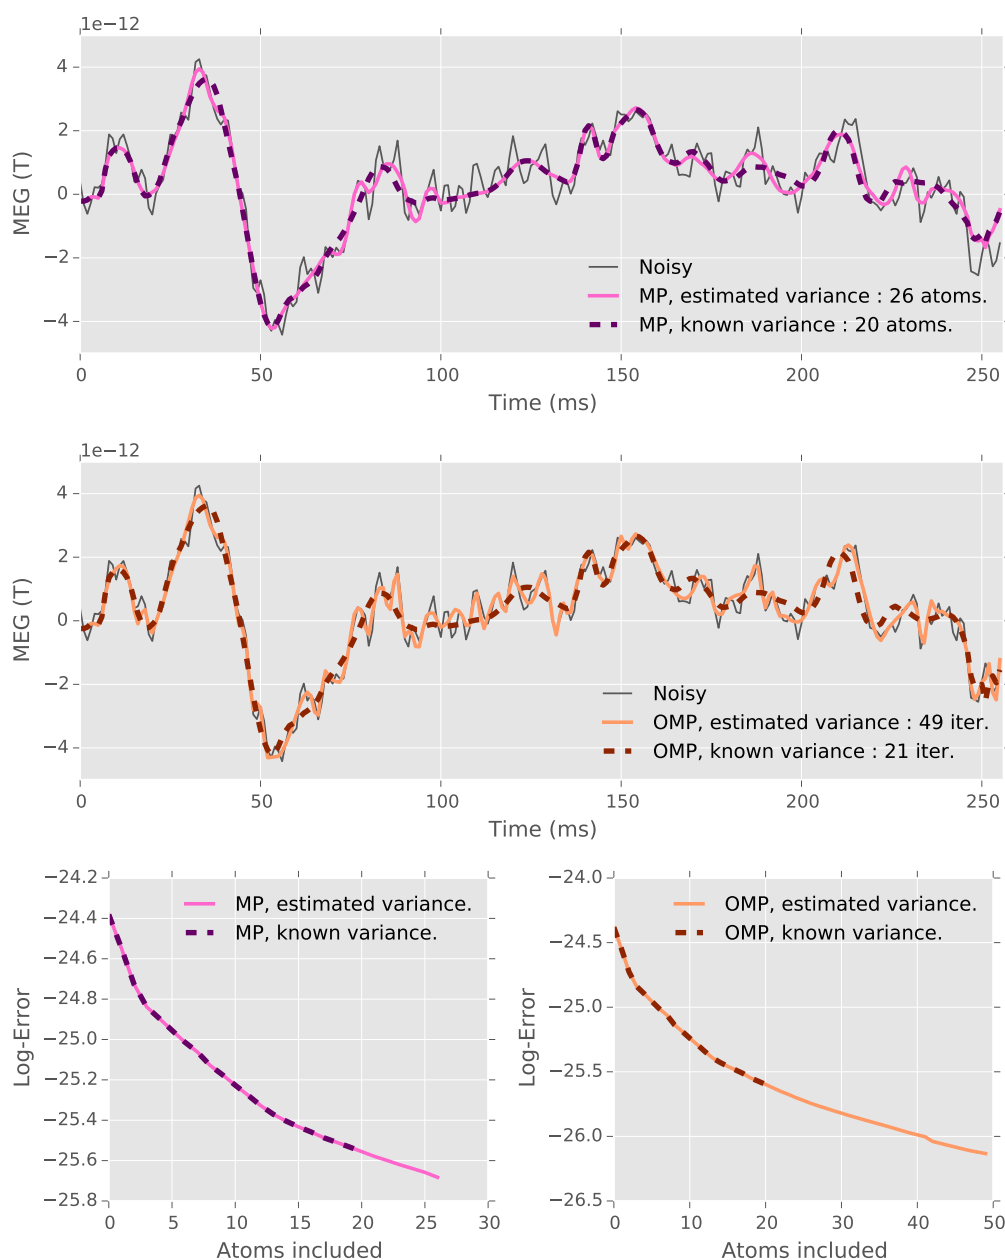 1e−12
MEG (T)
4
2
0
−2
−4
Noisy
MP, estimated variance : 26 atoms.
MP, known variance : 20 atoms.
0 50 100 150 200 250
Time (ms)
1e−12
MEG (T)
4
2
0
−2
−4
Noisy
OMP, estimated variance : 49 iter.
OMP, known variance : 21 iter.
0 50 100 150 200 250
Time (ms)
Log-Error
−24.2
−24.4
−24.6
−24.8
−25.0
−25.2
−25.4
−25.6
−25.8
MP, estimated variance.
MP, known variance.
0 5 10 15 20 25 30
Atoms included
Log-Error
−24.0
−24.5
−25.0
−25.5
−26.0
−26.5
OMP, estimated variance.
OMP, known variance.
0 10 20 30 40 50
Atoms included